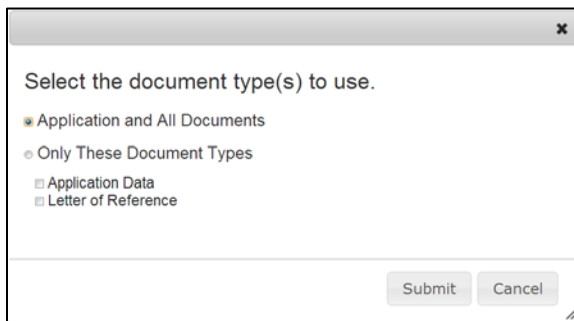 Select the document type(s) to use.
Application and All Documents
Only These Document Types
Application Data
Letter of Reference
Submit Cancel